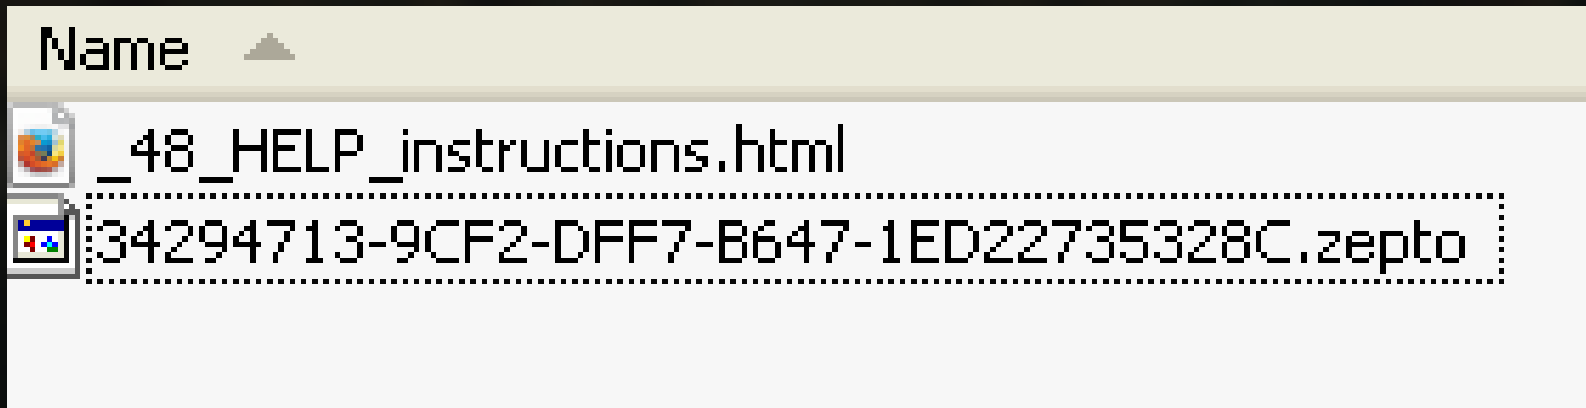 Name
_48_HELP_instructions.html
34294713-9CF2-DFF7-B647-1ED22735328C.zepto